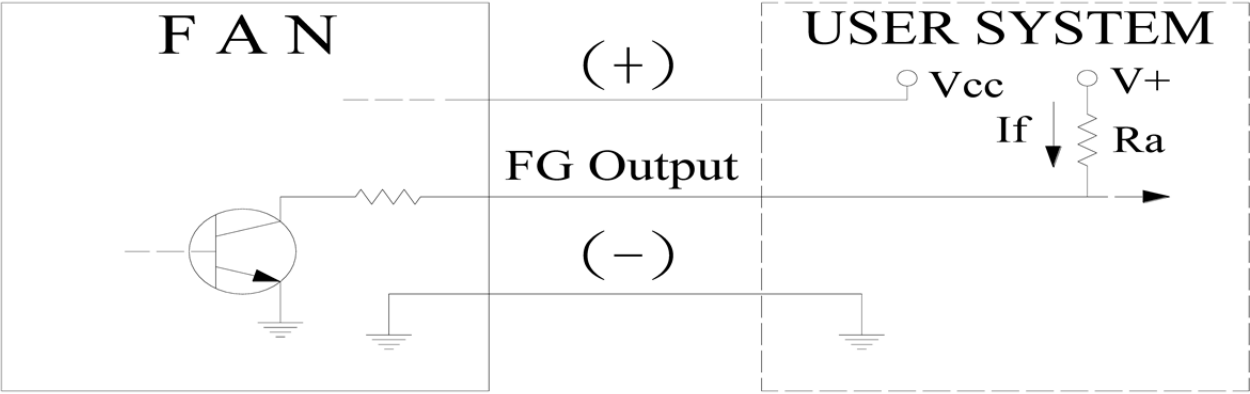 F A N
USER SYSTEM
(+)
Vcc
V+
If
Ra
FG Output
(-)